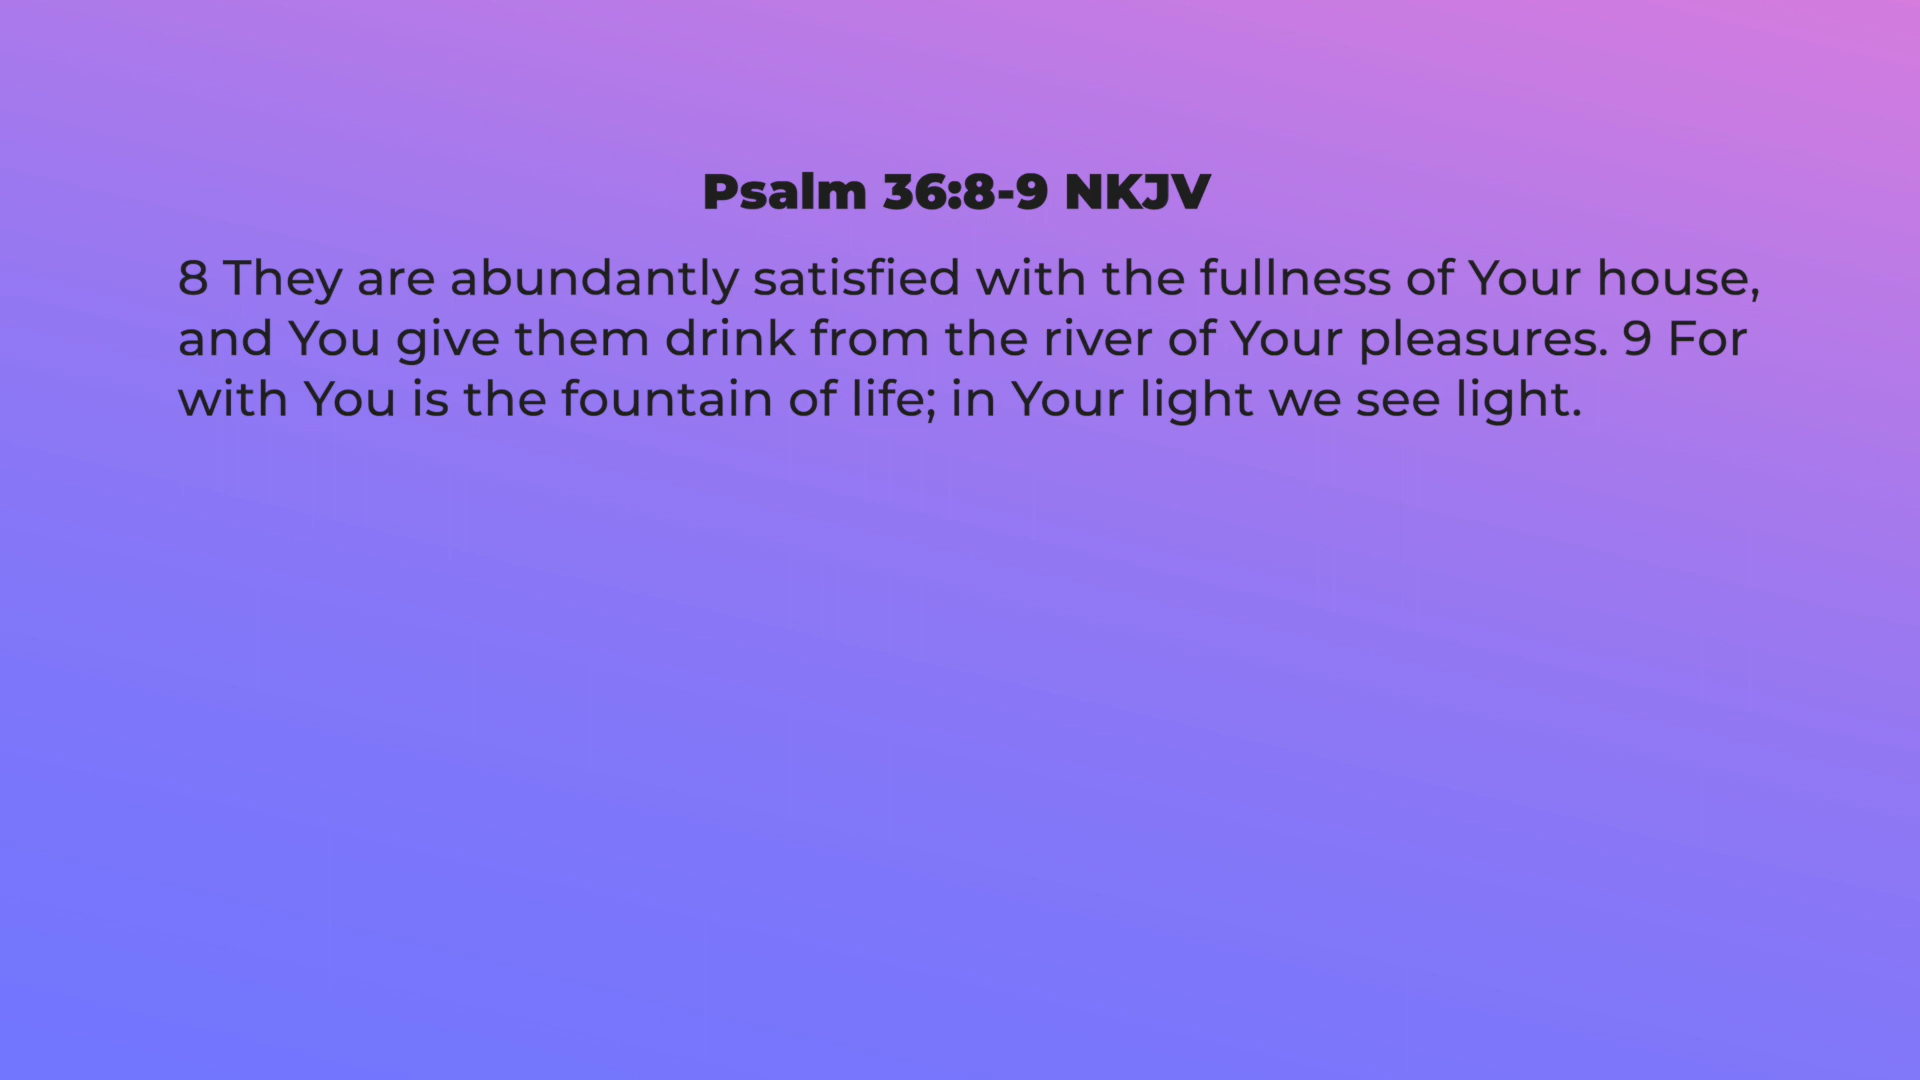 Psalm 36:8-9 NKJV
8 They are abundantly satisfied with the fullness of Your house,
and You give them drink from the river of Your pleasures. 9 For
with You is the fountain of life; in Your light we see light.